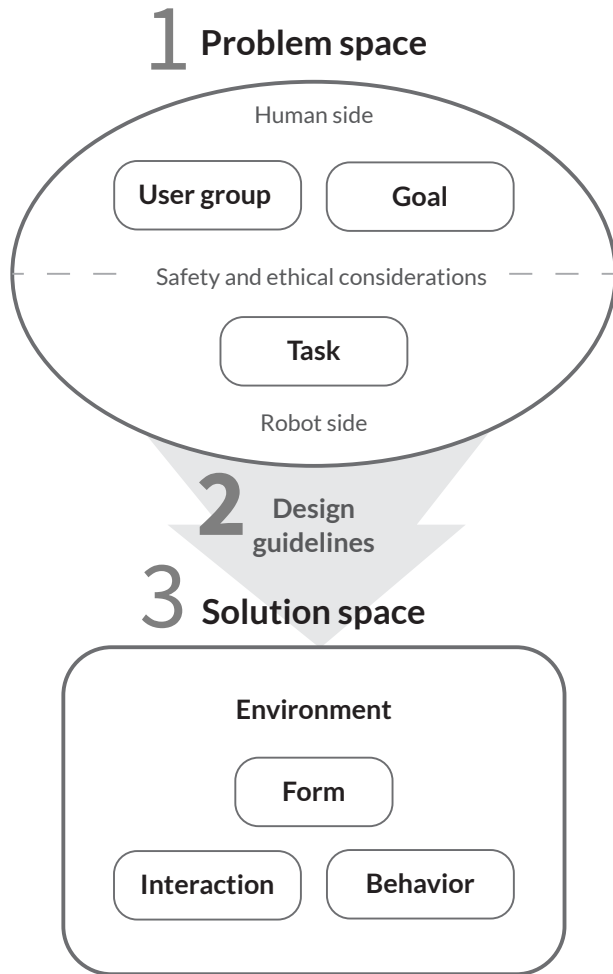 1 Problem space
Human side
User group
Goal
Safety and ethical considerations
Task
Robot side
2 Design
guidelines
3 Solution space
Environment
Form
Interaction
Behavior